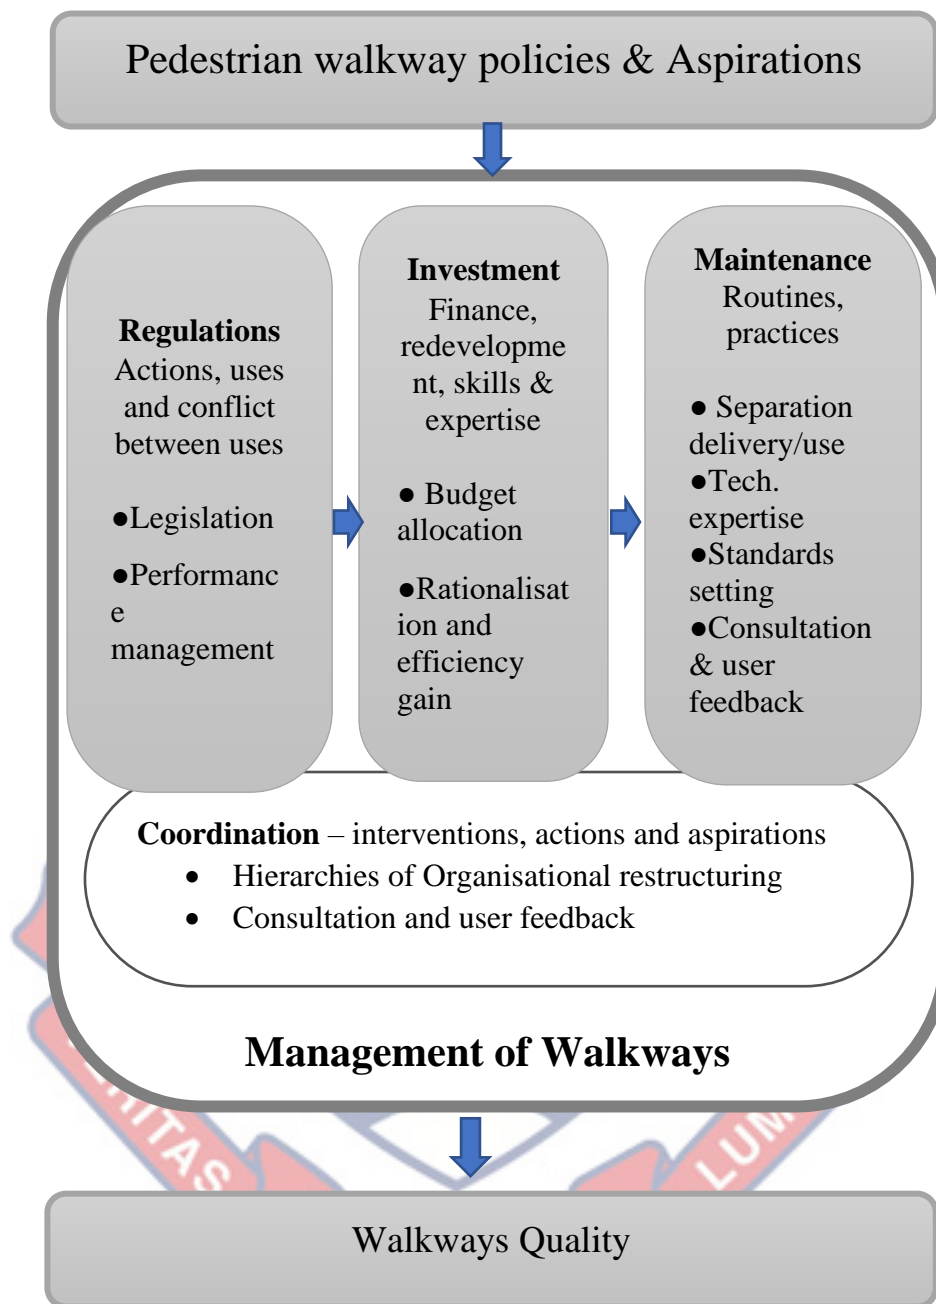 Pedestrian walkway policies & Aspirations
Regulations
Actions, uses
and conflict
between uses
●Legislation
●Performanc
e
management
Investment
Finance,
redevelopme
nt, skills &
expertise
● Budget
allocation
●Rationalisat
ion and
efficiency
gain
Maintenance
Routines,
practices
● Separation
delivery/use
●Tech.
expertise
●Standards
setting
●Consultation
& user
feedback
Coordination – interventions, actions and aspirations
● Hierarchies of Organisational restructuring
● Consultation and user feedback
Management of Walkways
Walkways Quality